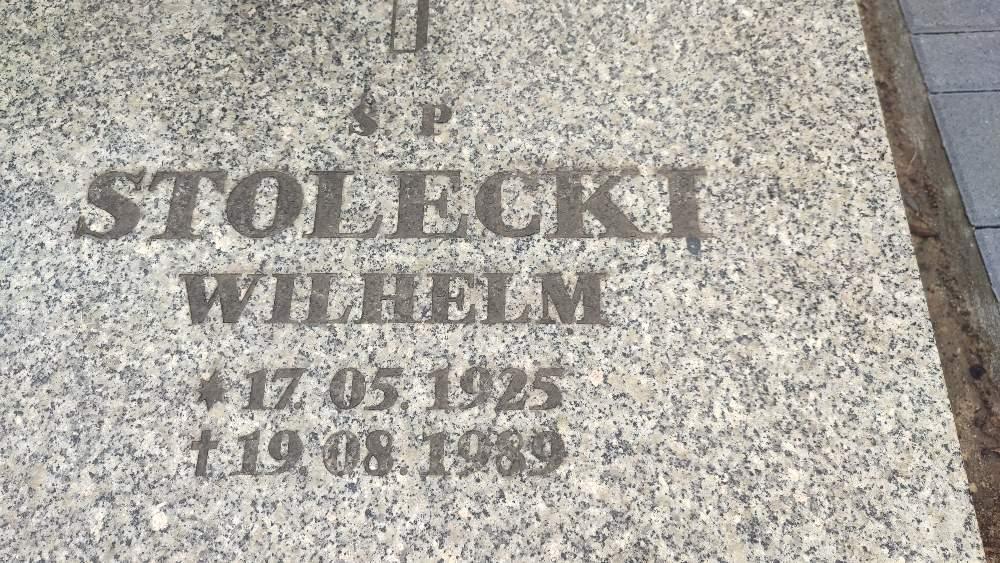 Ś. P
STOLECKI
WILHELM
★ 17. 05. 1925
✝ 19. 08. 1989